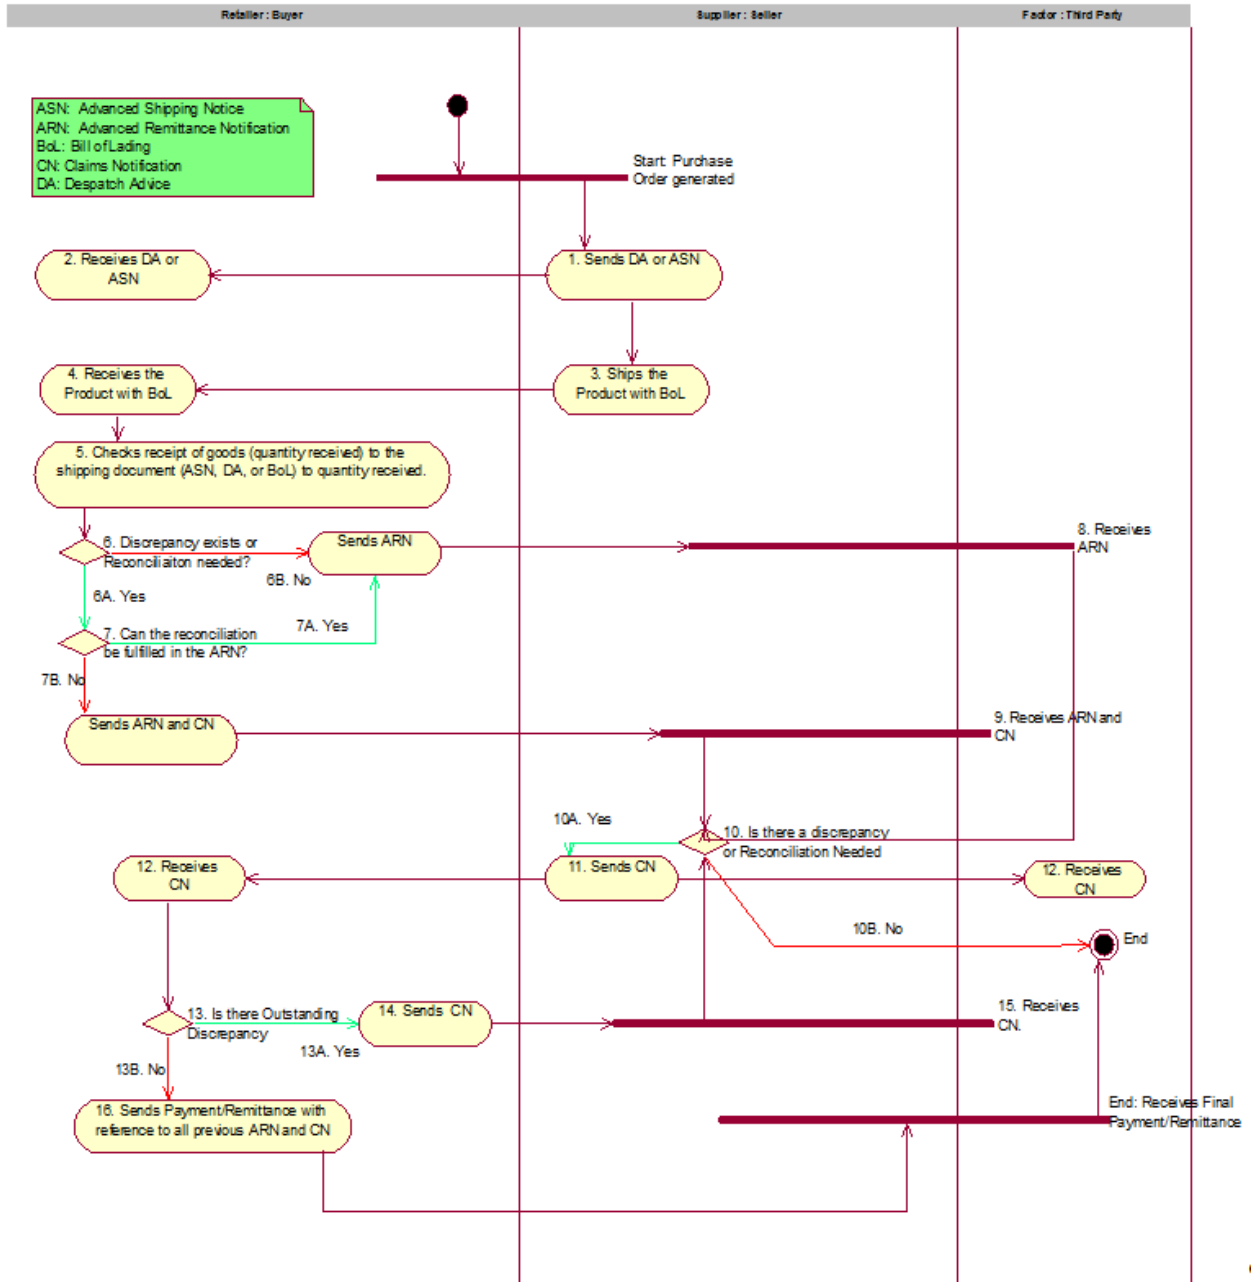 Retailer : Buyer
Supplier : Seller
Factor : Third Party
ASN:  Advanced Shipping Notice
ARN:  Advanced Remittance Notification
BoL: Bill of Lading
CN: Claims Notification
DA: Despatch Advice
Start: Purchase
Order generated
2. Receives DA or
ASN
1. Sends DA or ASN
4. Receives the
Product with BoL
3. Ships the
Product with BoL
5. Checks receipt of goods (quantity received) to the
shipping document (ASN, DA, or BoL) to quantity received.
6. Discrepancy exists or
Reconciliaiton needed?
Sends ARN
8. Receives
ARN
6B. No
6A. Yes
7. Can the reconciliation
be fulfilled in the ARN?
7A. Yes
7B. No
Sends ARN and CN
9. Receives ARN and
CN
10A. Yes
10. Is there a discrepancy
or Reconciliation Needed
12. Receives
CN
11. Sends CN
12. Receives
CN
10B. No
End
13. Is there Outstanding
Discrepancy
14. Sends  CN
15. Receives
CN.
13A. Yes
13B. No
16. Sends Payment/Remittance with
reference to all previous ARN and CN
End: Receives Final
Payment/Remittance